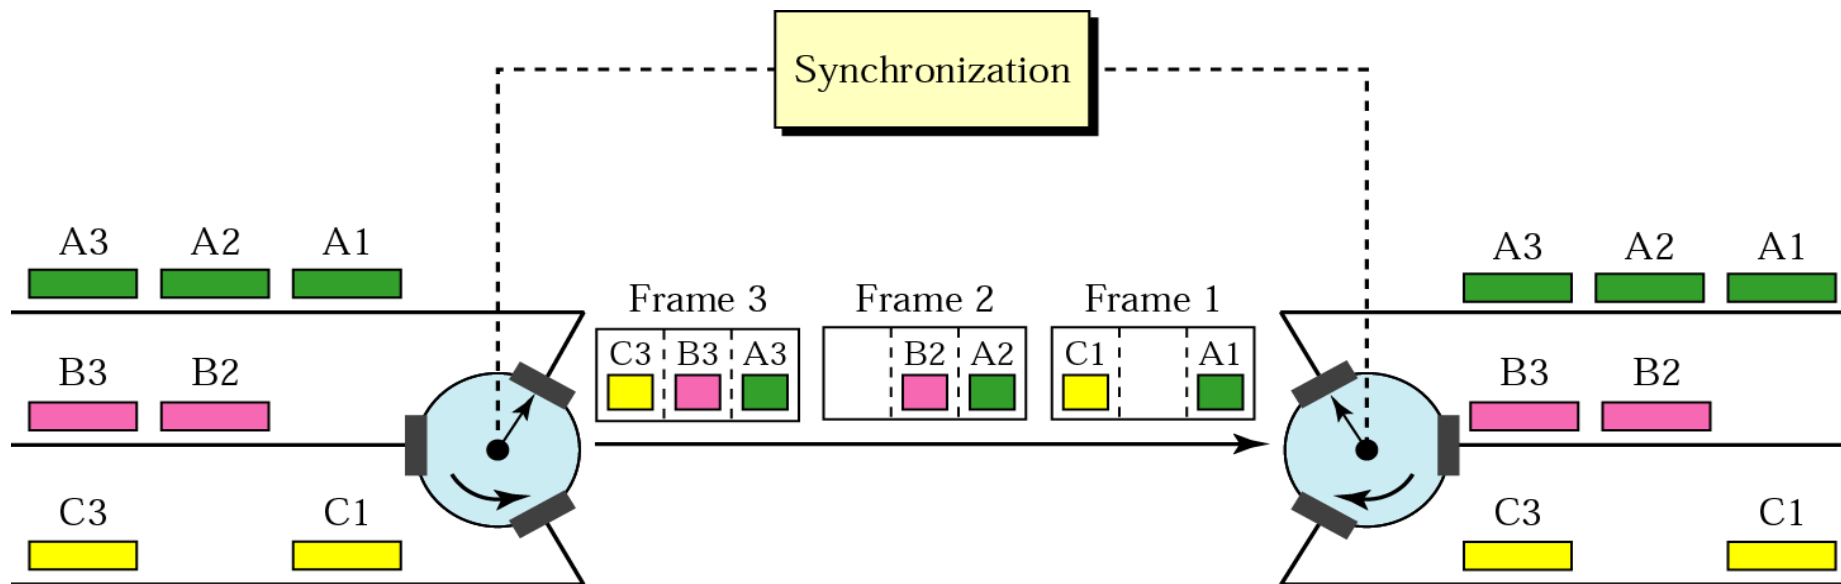 Synchronization
A3 A2 A1
A3 A2 A1
Frame 3 Frame 2 Frame 1
C3 B3 A3
B2 A2
C1 A1
B3 B2
B3 B2
C3 C1
C3 C1